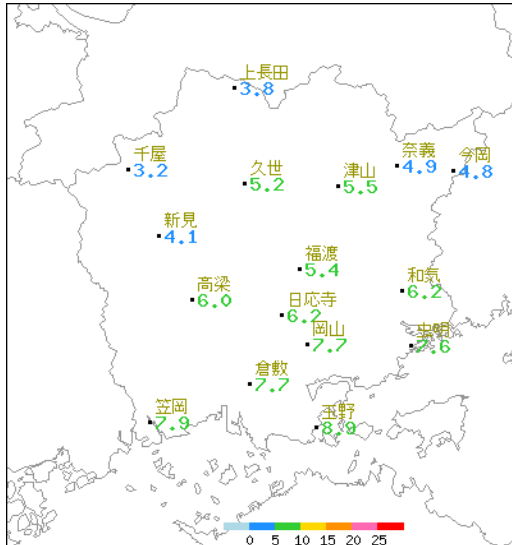 上長田
3.8
千屋
3.2
久世
5.2
津山
5.5
奈義
4.9
今岡
4.8
新見
4.1
福渡
5.4
高梁
6.0
日応寺
6.2
和気
6.2
岡山
7.7
虫明
7.6
倉敷
7.7
笠岡
7.9
玉野
8.9
0 5 10 15 20 25